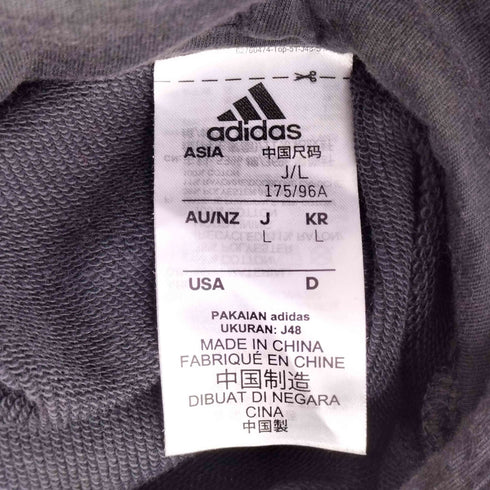 adidas
ASIA 中国尺码
J/L
175/96A
AU/NZ J KR
L L
USA D
PAKAIAN adidas
UKURAN: J48
MADE IN CHINA
FABRIQUÉ EN CHINE
中国制造
DIBUAT DI NEGARA
CINA
中国製